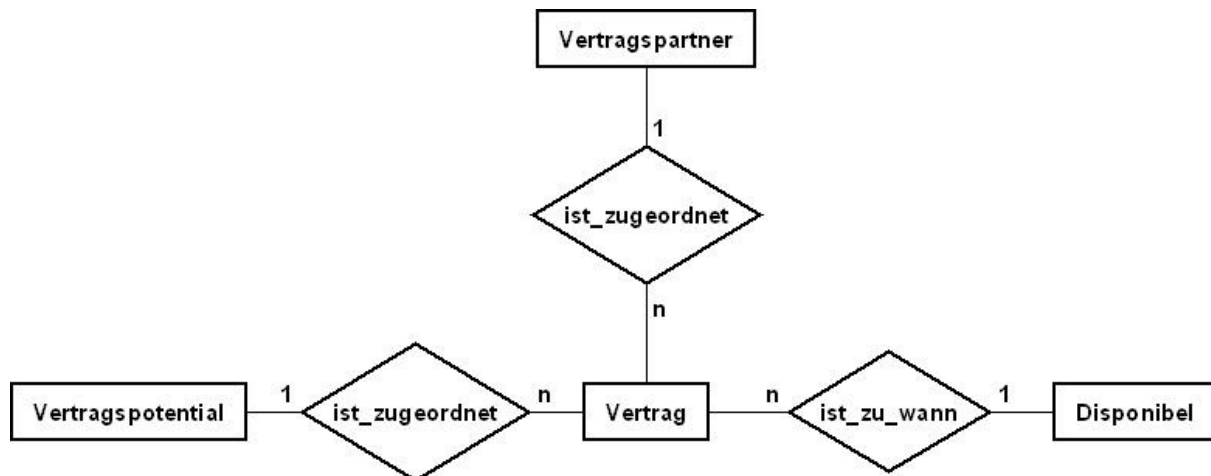 Vertragspartner
1
ist_zugeordnet
n
Vertragspotential
1
ist_zugeordnet
n
Vertrag
n
ist_zu_wann
1
Disponibel